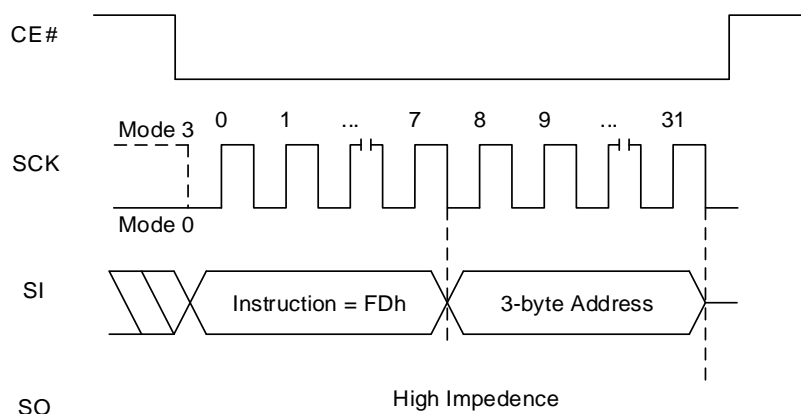 CE#
0 1 ... 7 8 9 ... 31
Mode 3
SCK
Mode 0
SI
Instruction = FDh
3-byte Address
High Impedence
SO